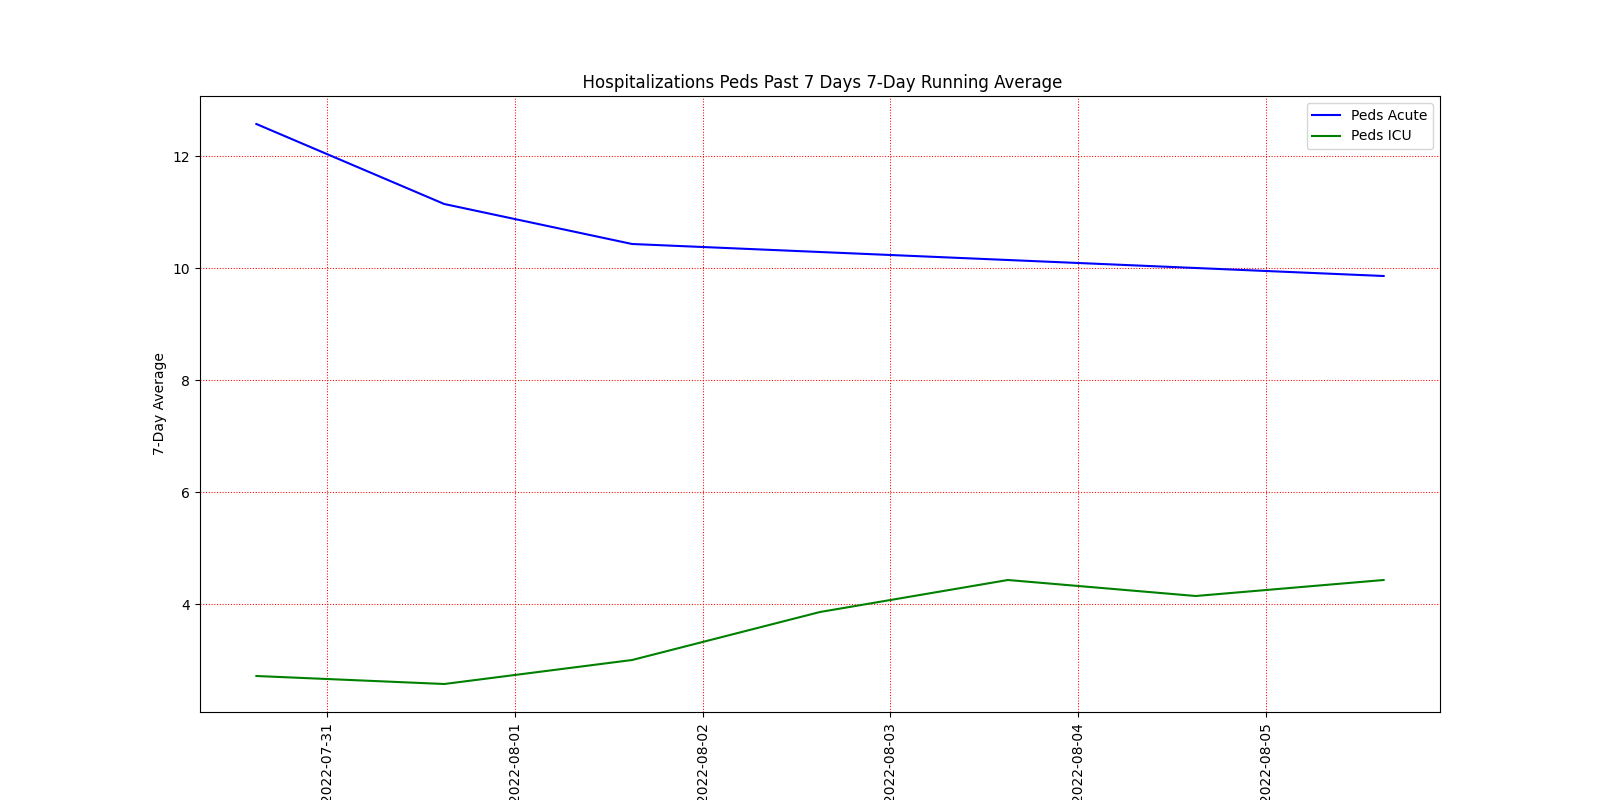 Hospitalizations Peds Past 7 Days 7-Day Running Average
Peds Acute
Peds ICU
7-Day Average
12
10
8
6
4
2022-07-31
2022-08-01
2022-08-02
2022-08-03
2022-08-04
2022-08-05